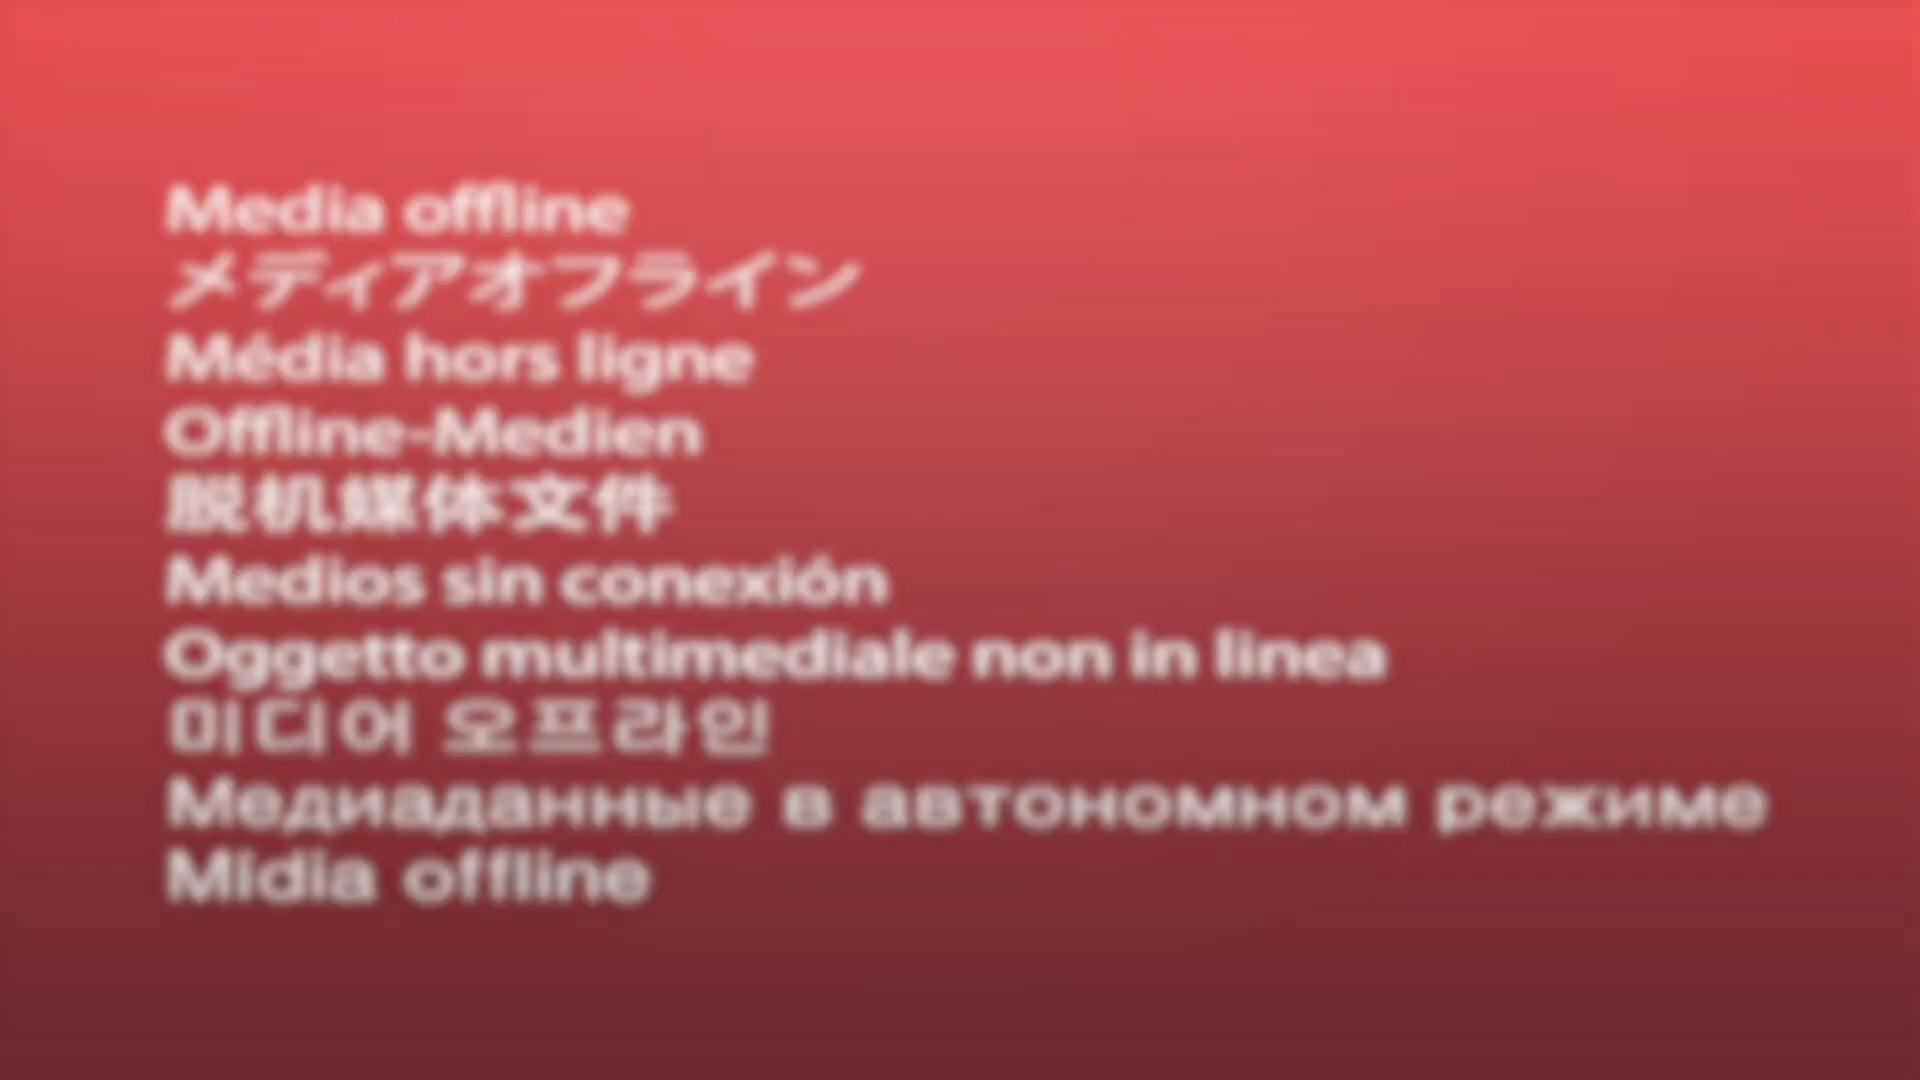 Media offline
メディアオフライン
Média hors ligne
Offline-Medien
脱机媒体文件
Medios sin conexión
Oggetto multimediale non in linea
미디어 오프라인
Медиаданные в автономном режиме
Mídia offline